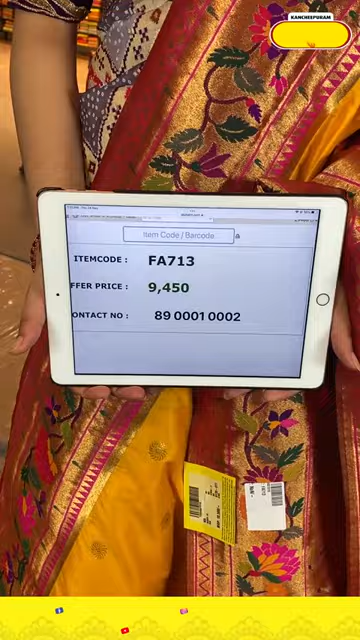 KANCHEEPURAM
Item Code / Barcode...
ITEMCODE : FA713
FFER PRICE : 9,450
ONTACT NO : 89 0001 0002